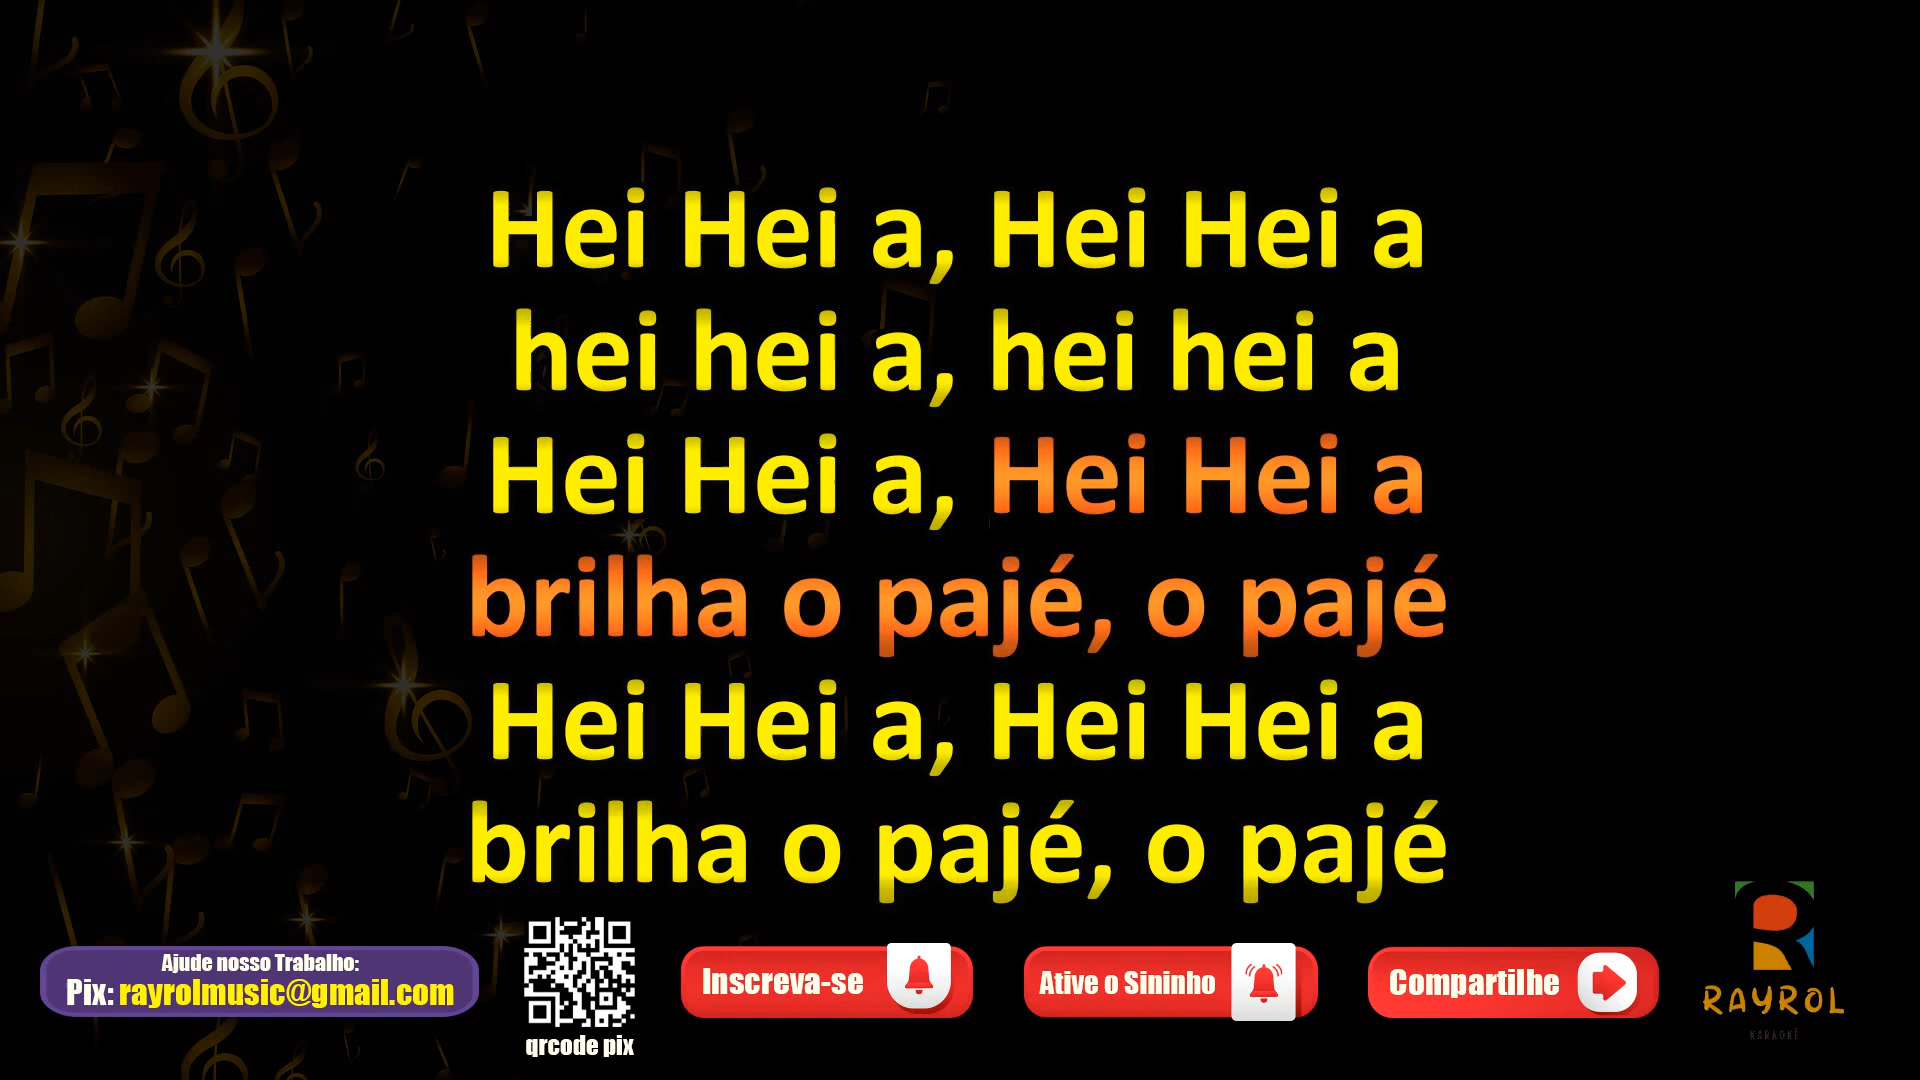 Hei Hei a, Hei Hei a
hei hei a, hei hei a
Hei Hei a, Hei Hei a
brilha o pajé, o pajé
Hei Hei a, Hei Hei a
brilha o pajé, o pajé
Ajude nosso Trabalho:
Pix: rayrolmusic@gmail.com
qrcode pix
Inscreva-se
Ative o Sininho
Compartilhe
RAYROL
KARAOKÊ